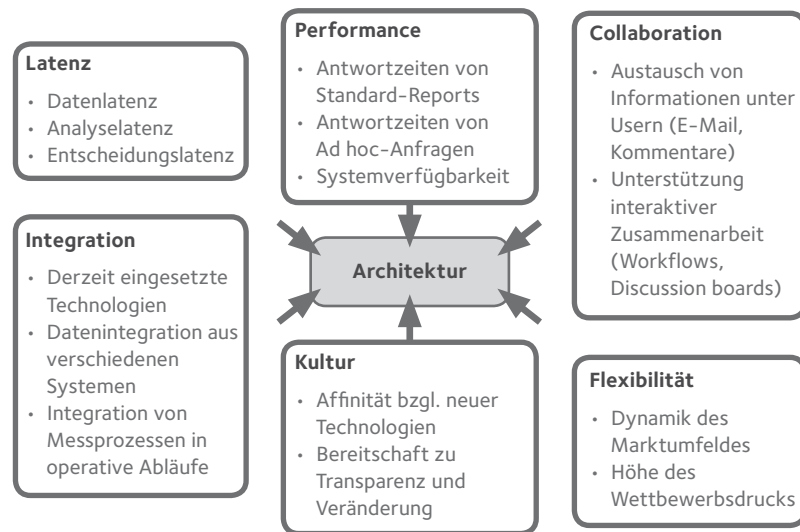 Latenz
• Datenlatenz
• Analyselatenz
• Entscheidungslatenz
Performance
• Antwortzeiten von
Standard-Reports
• Antwortzeiten von
Ad hoc-Anfragen
• Systemverfügbarkeit
Collaboration
• Austausch von
Informationen unter
Usern (E-Mail,
Kommentare)
• Unterstützung
interaktiver
Zusammenarbeit
(Workflows,
Discussion boards)
Integration
• Derzeit eingesetzte
Technologien
• Datenintegration aus
verschiedenen
Systemen
• Integration von
Messprozessen in
operative Abläufe
Architektur
Kultur
• Affinität bzgl. neuer
Technologien
• Bereitschaft zu
Transparenz und
Veränderung
Flexibilität
• Dynamik des
Marktumfeldes
• Höhe des
Wettbewerbsdrucks